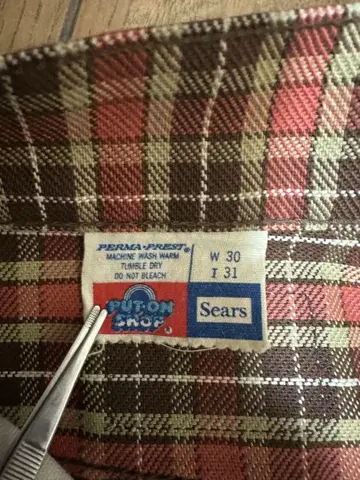 PERMA·PREST®
MACHINE WASH WARM
TUMBLE DRY
DO NOT BLEACH
W 30
I 31
PUT·ON
SHOP
Sears